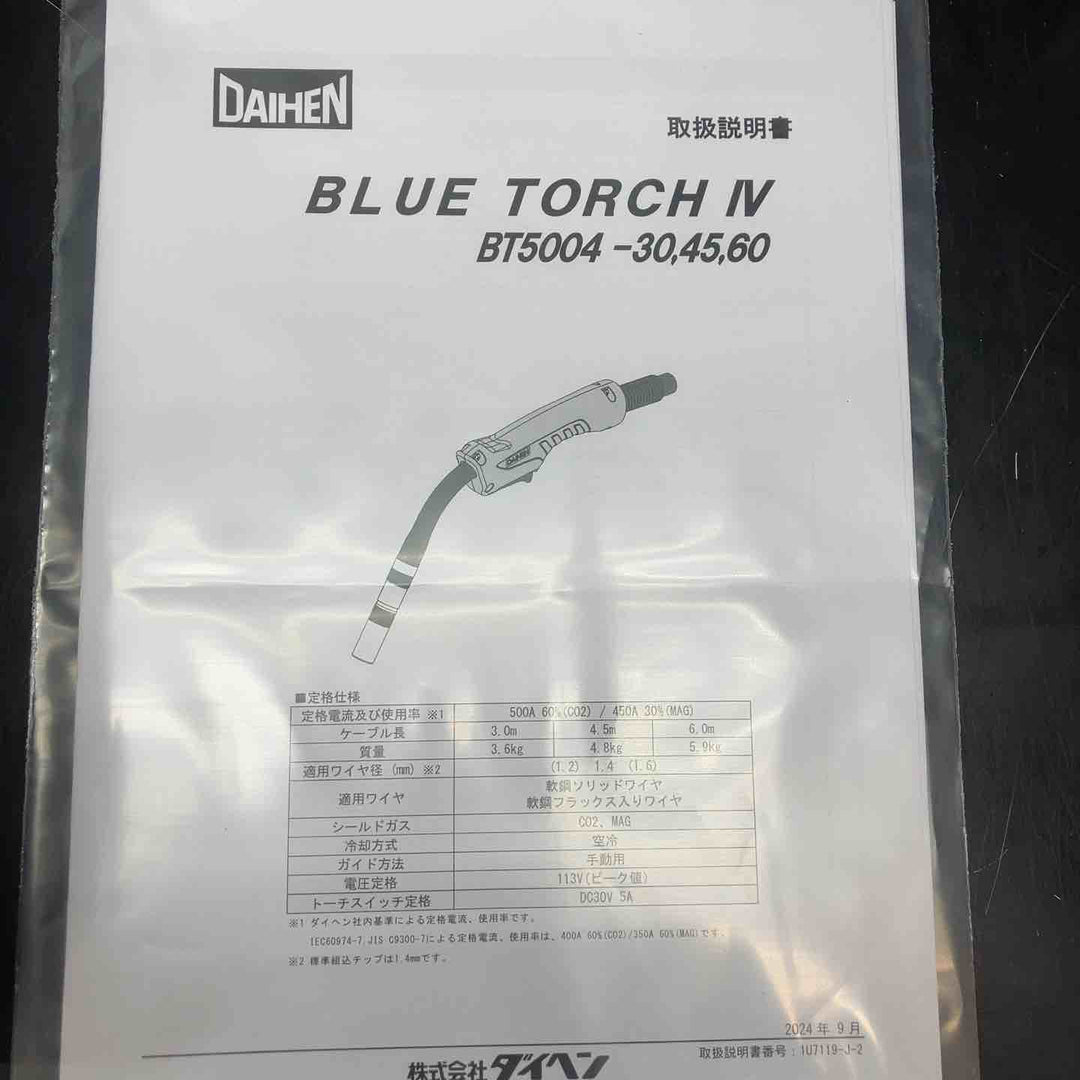 DAIHEN
取扱説明書
BLUE TORCH Ⅳ
BT5004 -30,45,60
DAIHEN
■定格仕様
定格電流及び使用率 ※1 500A 60%(CO2) / 450A 30%(MAG)
ケーブル長 3.0m 4.5m 6.0m
質量 3.6kg 4.8kg 5.9kg
適用ワイヤ径 (mm) ※2 (1.2) 1.4 (1.6)
適用ワイヤ 軟鋼ソリッドワイヤ
軟鋼フラックス入りワイヤ
シールドガス CO2、MAG
冷却方式 空冷
ガイド方法 手動用
電圧定格 113V(ピーク値)
トーチスイッチ定格 DC30V 5A
※1 ダイヘン社内基準による定格電流、使用率です。
IEC60974-7,JIS C9300-7による定格電流、使用率は、400A 60%(CO2)/350A 60%(MAG)です。
※2 標準組込チップは1.4mmです。
2024 年 9 月
取扱説明書番号：1U7119-J-2
株式会社ダイヘン